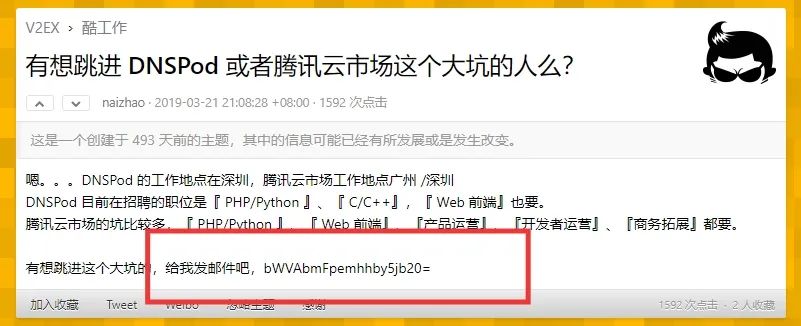 V2EX › 酷工作
有想跳进 DNSPod 或者腾讯云市场这个大坑的人么？
naizhao · 2019-03-21 21:08:28 +08:00 · 1592 次点击
这是一个创建于 493 天前的主题，其中的信息可能已经有所发展或是发生改变。
嗯。。。DNSPod 的工作地点在深圳，腾讯云市场工作地点广州 /深圳
DNSPod 目前在招聘的职位是『 PHP/Python 』、『 C/C++』，『 Web 前端』也要。
腾讯云市场的坑比较多，『 PHP/Python 』、『 Web 前端』、『产品运营』、『开发者运营』、『商务拓展』都要。
有想跳进这个大坑的，给我发邮件吧，bWVAbmFpemhhby5jb20=
加入收藏 Tweet Weibo 忽略主题 感谢 1592 次点击 · 2 人收藏